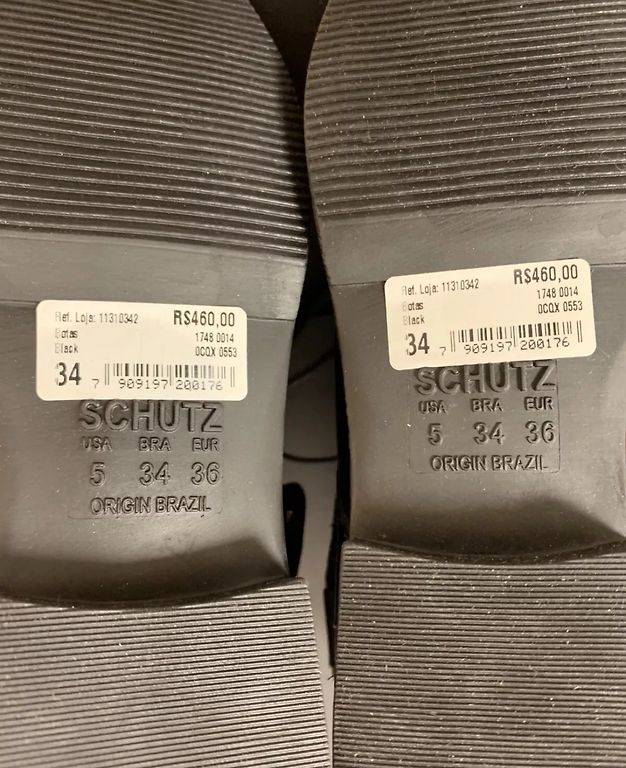 Ref. Loja: 11310342 R$460,00
Botas 1748 0014
Black 0CQX 0553
34 7 909197 200176
SCHUTZ
USA BRA EUR
5 34 36
ORIGIN BRAZIL
Ref. Loja: 11310342 R$460,00
Botas 1748 0014
Black 0CQX 0553
34 7 909197 200176
SCHUTZ
USA BRA EUR
5 34 36
ORIGIN BRAZIL